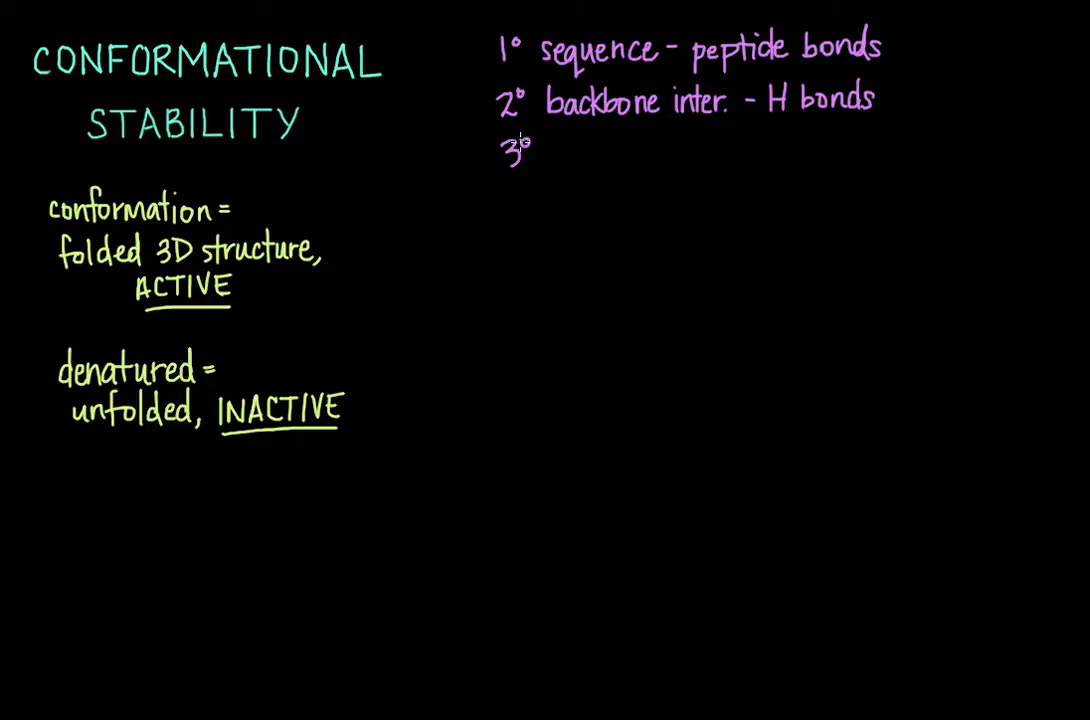 CONFORMATIONAL
STABILITY
conformation =
folded 3D structure,
ACTIVE
denatured =
unfolded, INACTIVE
1° sequence - peptide bonds
2° backbone inter. - H bonds
3°